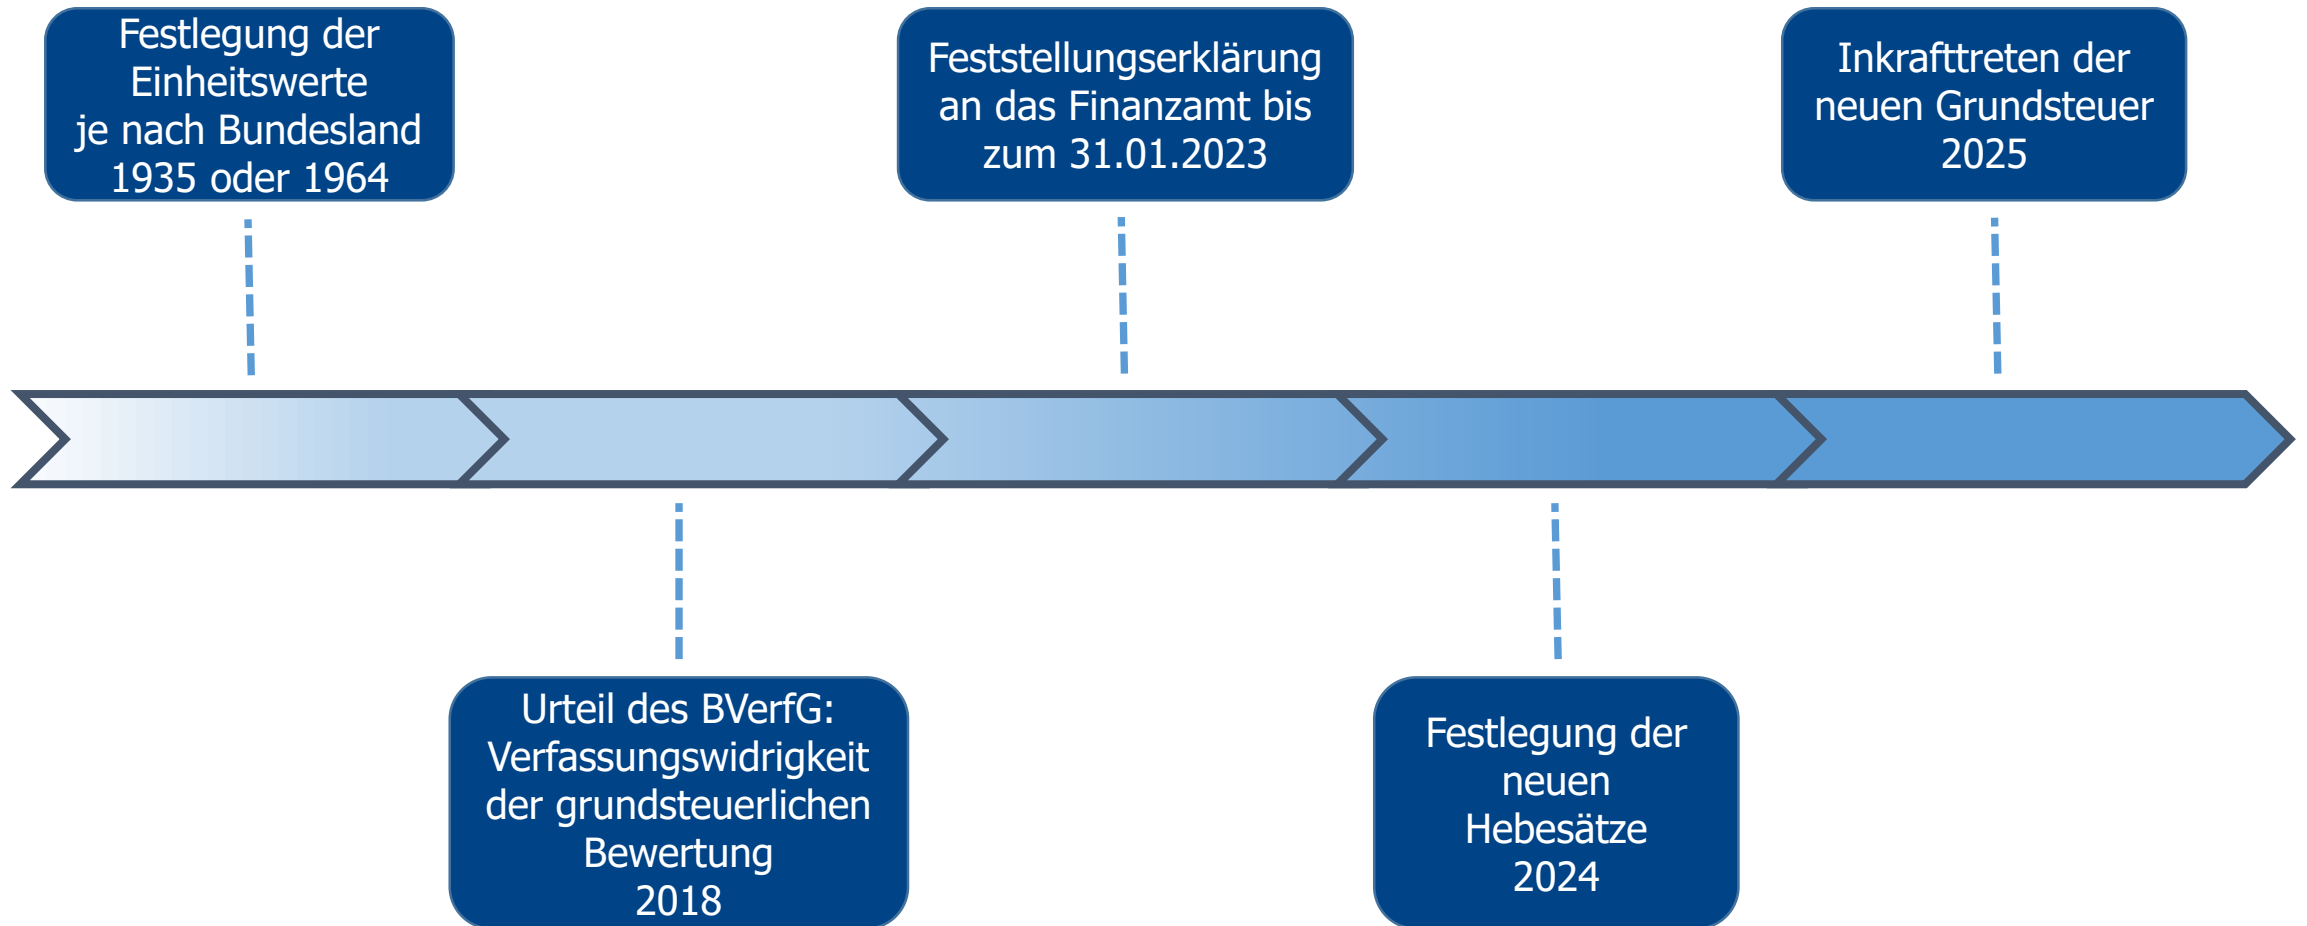 Festlegung der
Einheitswerte
je nach Bundesland
1935 oder 1964
Urteil des BVerfG:
Verfassungswidrigkeit
der grundsteuerlichen
Bewertung
2018
Feststellungserklärung
an das Finanzamt bis
zum 31.01.2023
Festlegung der
neuen
Hebesätze
2024
Inkrafttreten der
neuen Grundsteuer
2025